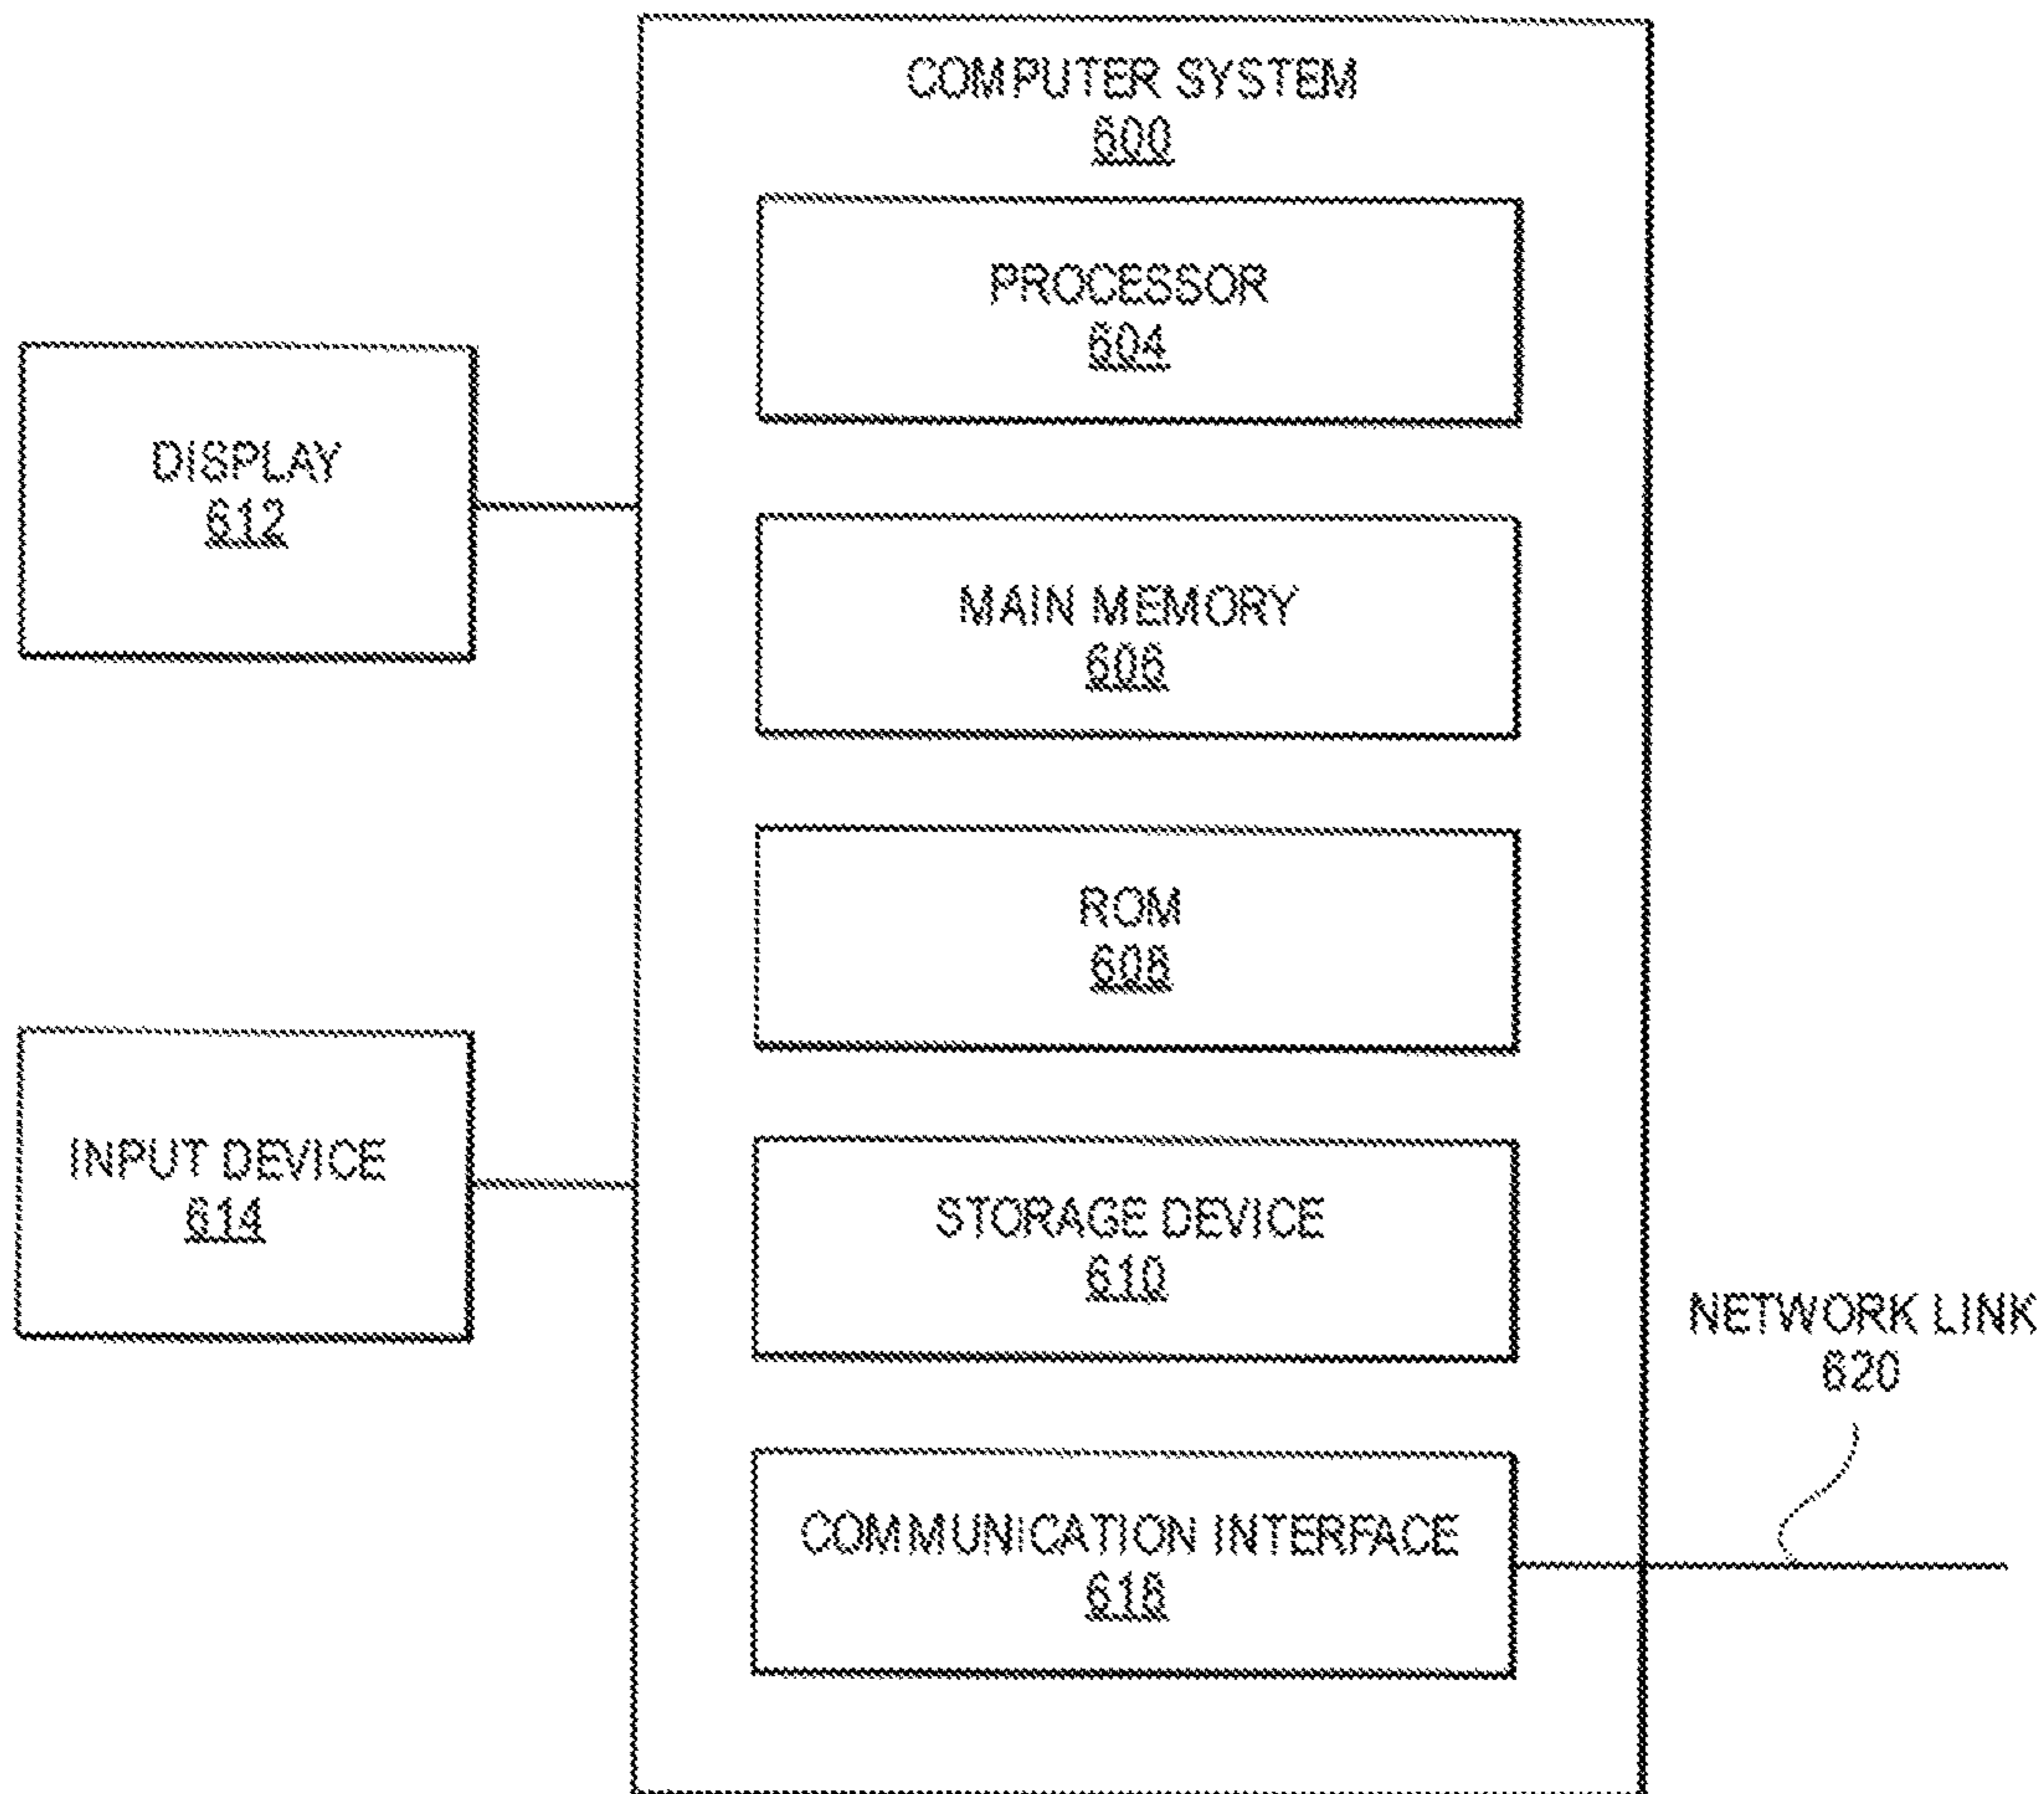 COMPUTER SYSTEM
600
PROCESSOR
604
DISPLAY
612
MAIN MEMORY
606
ROM
608
INPUT DEVICE
614
STORAGE DEVICE
610
NETWORK LINK
620
COMMUNICATION INTERFACE
618